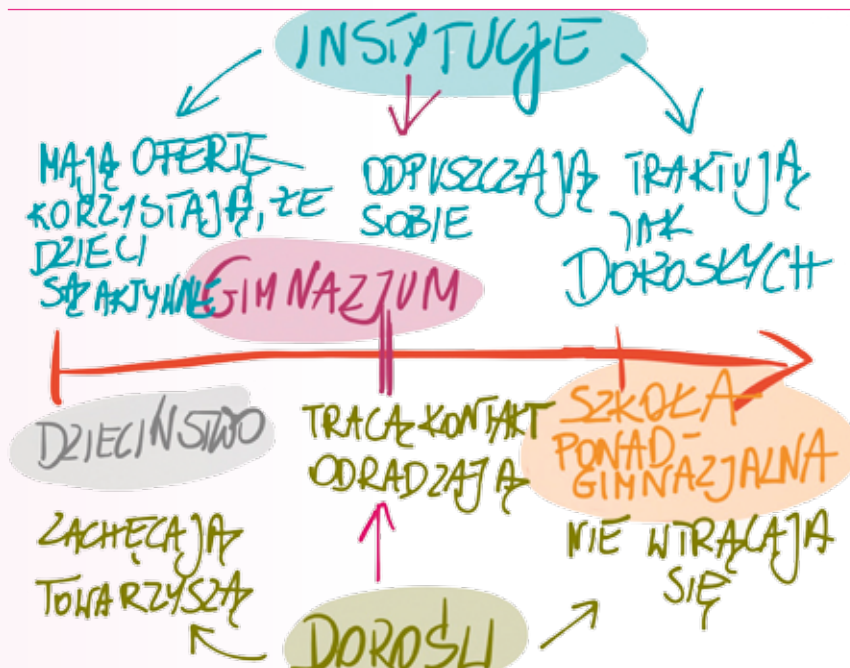 INSTYTUCJE
MAJĄ OFERTĘ
KORZYSTAJĄ, ŻE
DZIECI
SĄ AKTYWNE
ODPUSZCZAJĄ
SOBIE
TRAKTUJĄ
JAK
DOROSŁYCH
GIMNAZJUM
DZIECIŃSTWO
TRACĄ KONTAKT
ODRADZAJĄ
SZKOŁA
PONAD-
GIMNAZJALNA
ZACHĘCAJĄ
TOWARZYSZĄ
NIE WTRĄCAJĄ
SIĘ
DOROŚLI